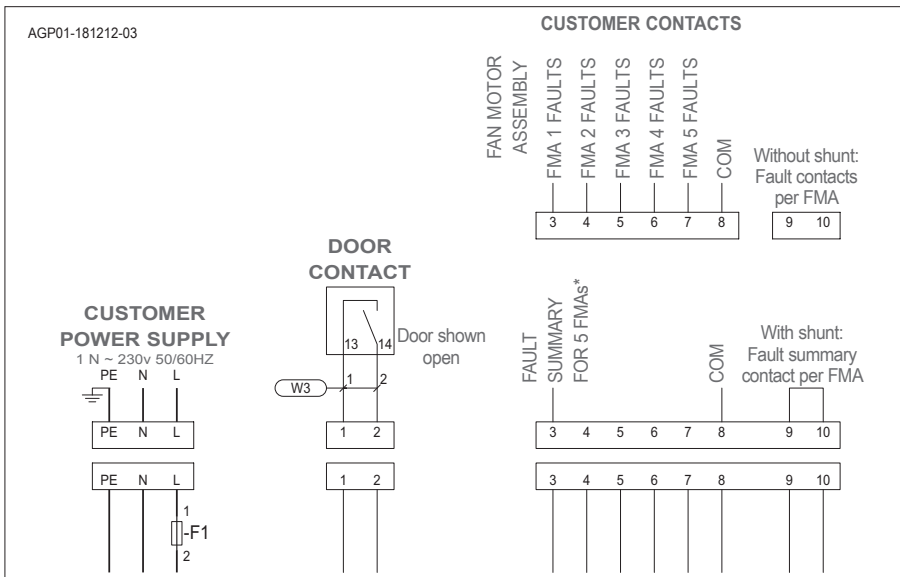 AGP01-181212-03
CUSTOMER CONTACTS
FAN MOTOR
ASSEMBLY
FMA 1 FAULTS
FMA 2 FAULTS
FMA 3 FAULTS
FMA 4 FAULTS
FMA 5 FAULTS
COM
Without shunt:
Fault contacts
per FMA
3 4 5 6 7 8 9 10
DOOR
CONTACT
13 14
Door shown
open
W3
1 2
1 2
1 2
CUSTOMER
POWER SUPPLY
1 N ~ 230v 50/60HZ
PE N L
PE N L
PE N L
1
-F1
2
FAULT
SUMMARY
FOR 5 FMAs*
COM
With shunt:
Fault summary
contact per FMA
3 4 5 6 7 8 9 10
3 4 5 6 7 8 9 10